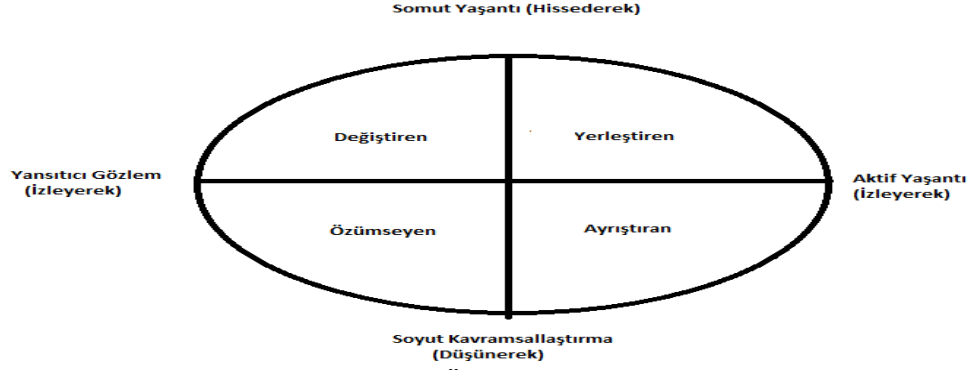 Somut Yaşantı (Hissederek)
Değiştiren
Yerleştiren
Yansıtıcı Gözlem
(İzleyerek)
Aktif Yaşantı
(İzleyerek)
Özümseyen
Ayrıştıran
Soyut Kavramsallaştırma
(Düşünerek)